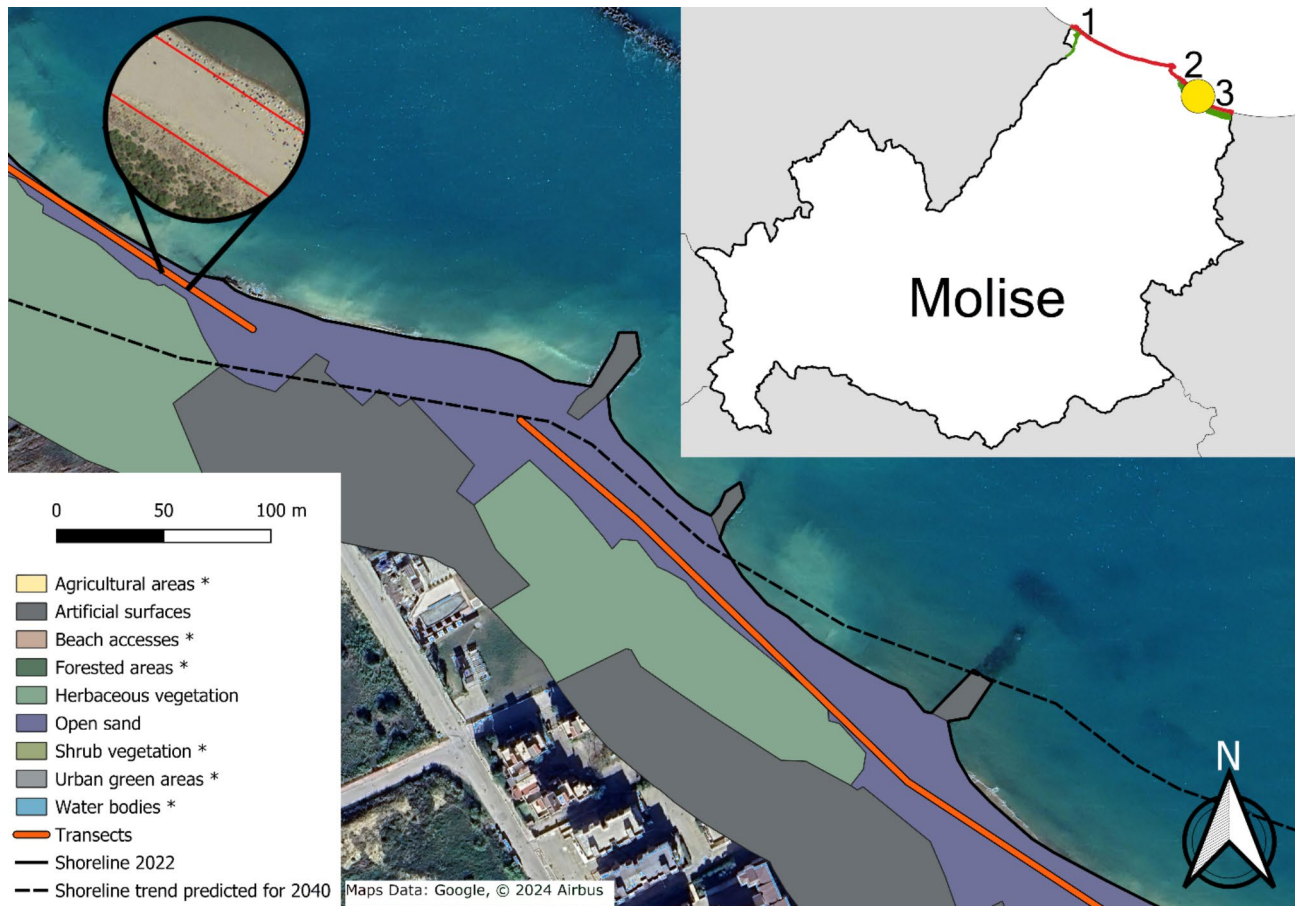 1
2
3
Molise
0 50 100 m
Agricultural areas *
Artificial surfaces
Beach accesses *
Forested areas *
Herbaceous vegetation
Open sand
Shrub vegetation *
Urban green areas *
Water bodies *
Transects
Shoreline 2022
Shoreline trend predicted for 2040
Maps Data: Google, © 2024 Airbus
N